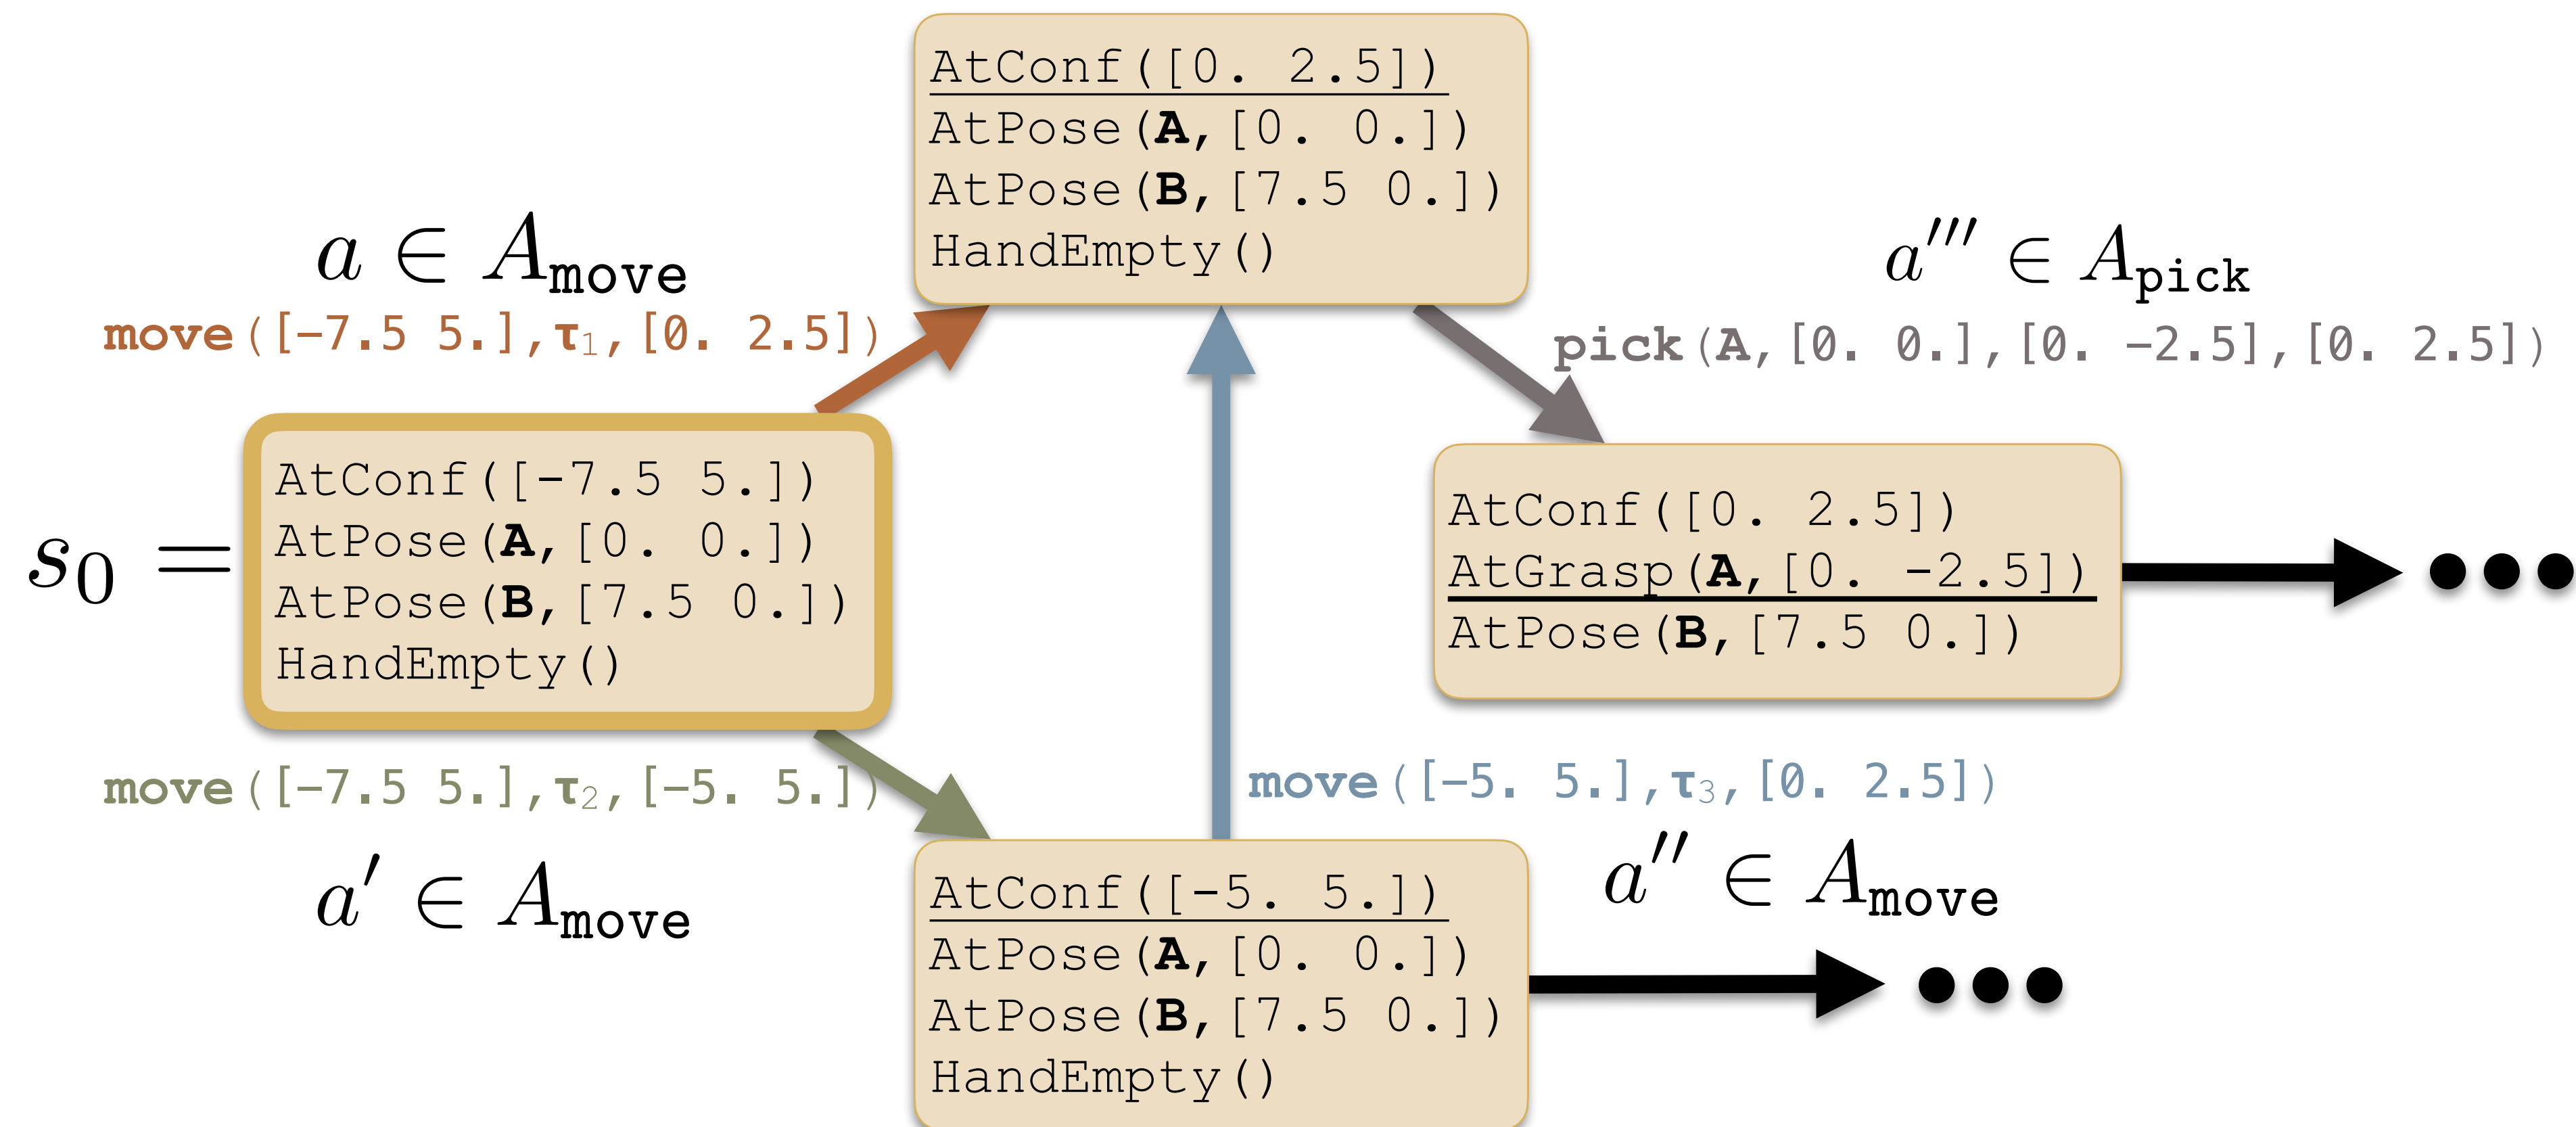 AtConf([0. 2.5])
AtPose(A,[0. 0.])
AtPose(B,[7.5 0.])
HandEmpty()
a ∈ A_move
move([-7.5 5.],τ₁,[0. 2.5])
a''' ∈ A_pick
pick(A,[0. 0.],[0. -2.5],[0. 2.5])
s₀ =
AtConf([-7.5 5.])
AtPose(A,[0. 0.])
AtPose(B,[7.5 0.])
HandEmpty()
AtConf([0. 2.5])
AtGrasp(A,[0. -2.5])
AtPose(B,[7.5 0.])
•••
move([-7.5 5.],τ₂,[-5. 5.])
a' ∈ A_move
move([-5. 5.],τ₃,[0. 2.5])
a'' ∈ A_move
AtConf([-5. 5.])
AtPose(A,[0. 0.])
AtPose(B,[7.5 0.])
HandEmpty()
•••